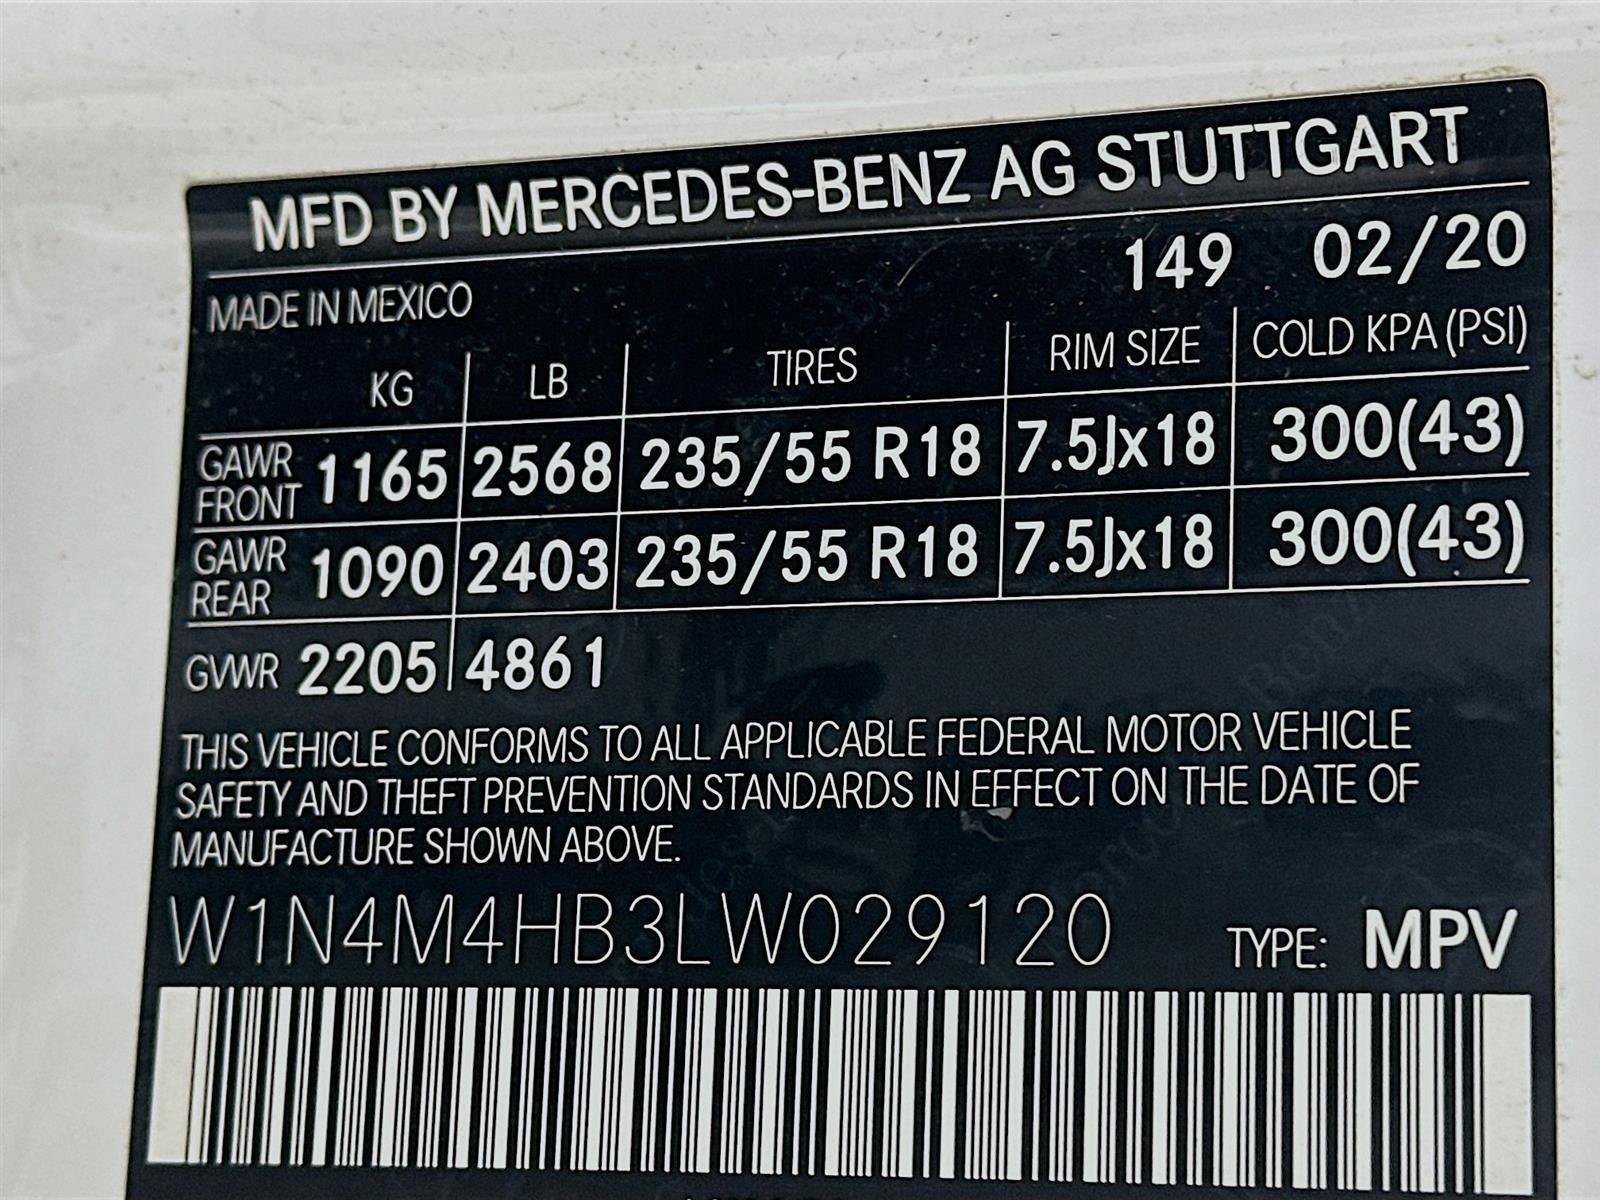 MFD BY MERCEDES-BENZ AG STUTTGART
149 02/20
MADE IN MEXICO
KG LB TIRES RIM SIZE COLD KPA (PSI)
GAWR FRONT 1165 2568 235/55 R18 7.5Jx18 300(43)
GAWR REAR 1090 2403 235/55 R18 7.5Jx18 300(43)
GVWR 2205 4861
THIS VEHICLE CONFORMS TO ALL APPLICABLE FEDERAL MOTOR VEHICLE
SAFETY AND THEFT PREVENTION STANDARDS IN EFFECT ON THE DATE OF
MANUFACTURE SHOWN ABOVE.
W1N4M4HB3LW029120 TYPE: MPV